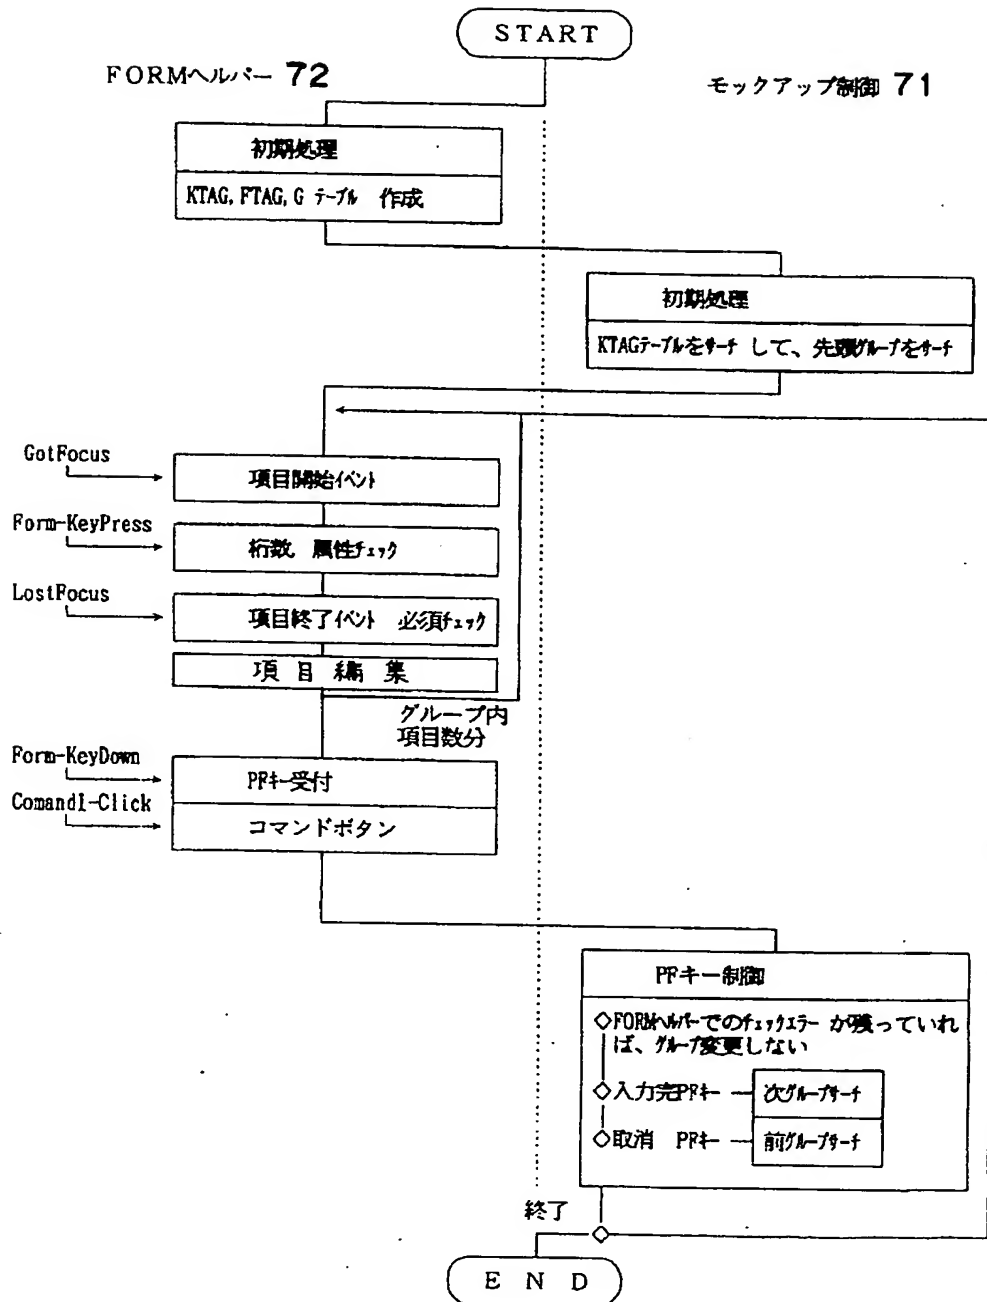 START
FORMヘルパー 72
モックアップ制御 71
初期処理
KTAG, FTAG, G テーブル 作成
初期処理
KTAGテーブルをサーチ して、先頭グループをサーチ
GotFocus
項目開始イベント
Form-KeyPress
桁数 属性チェック
LostFocus
項目終了イベント 必須チェック
項目編集
グループ内
項目数分
Form-KeyDown
PFキー受付
ComandI-Click
コマンドボタン
PFキー制御
FORMヘルパーでのチェックエラー が残っていれ
ば、グループ変更しない
入力完PFキー
次グループサーチ
取消 PFキー
前グループサーチ
終了
END